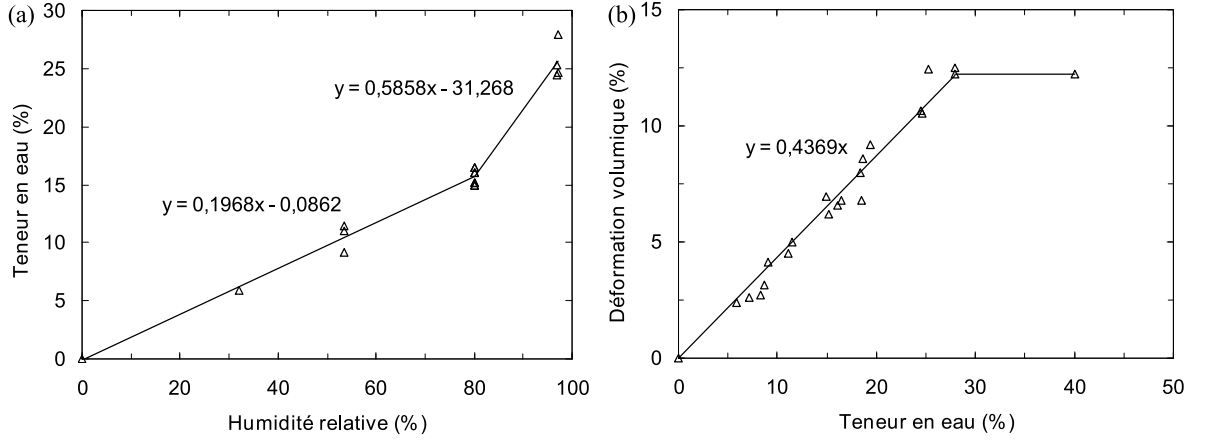 (a)
30
25
20
15
10
5
0
Teneur en eau (%)
y = 0,5858x - 31,268
y = 0,1968x - 0,0862
0 20 40 60 80 100
Humidité relative (%)
(b)
15
10
5
0
Déformation volumique (%)
y = 0,4369x
0 10 20 30 40 50
Teneur en eau (%)